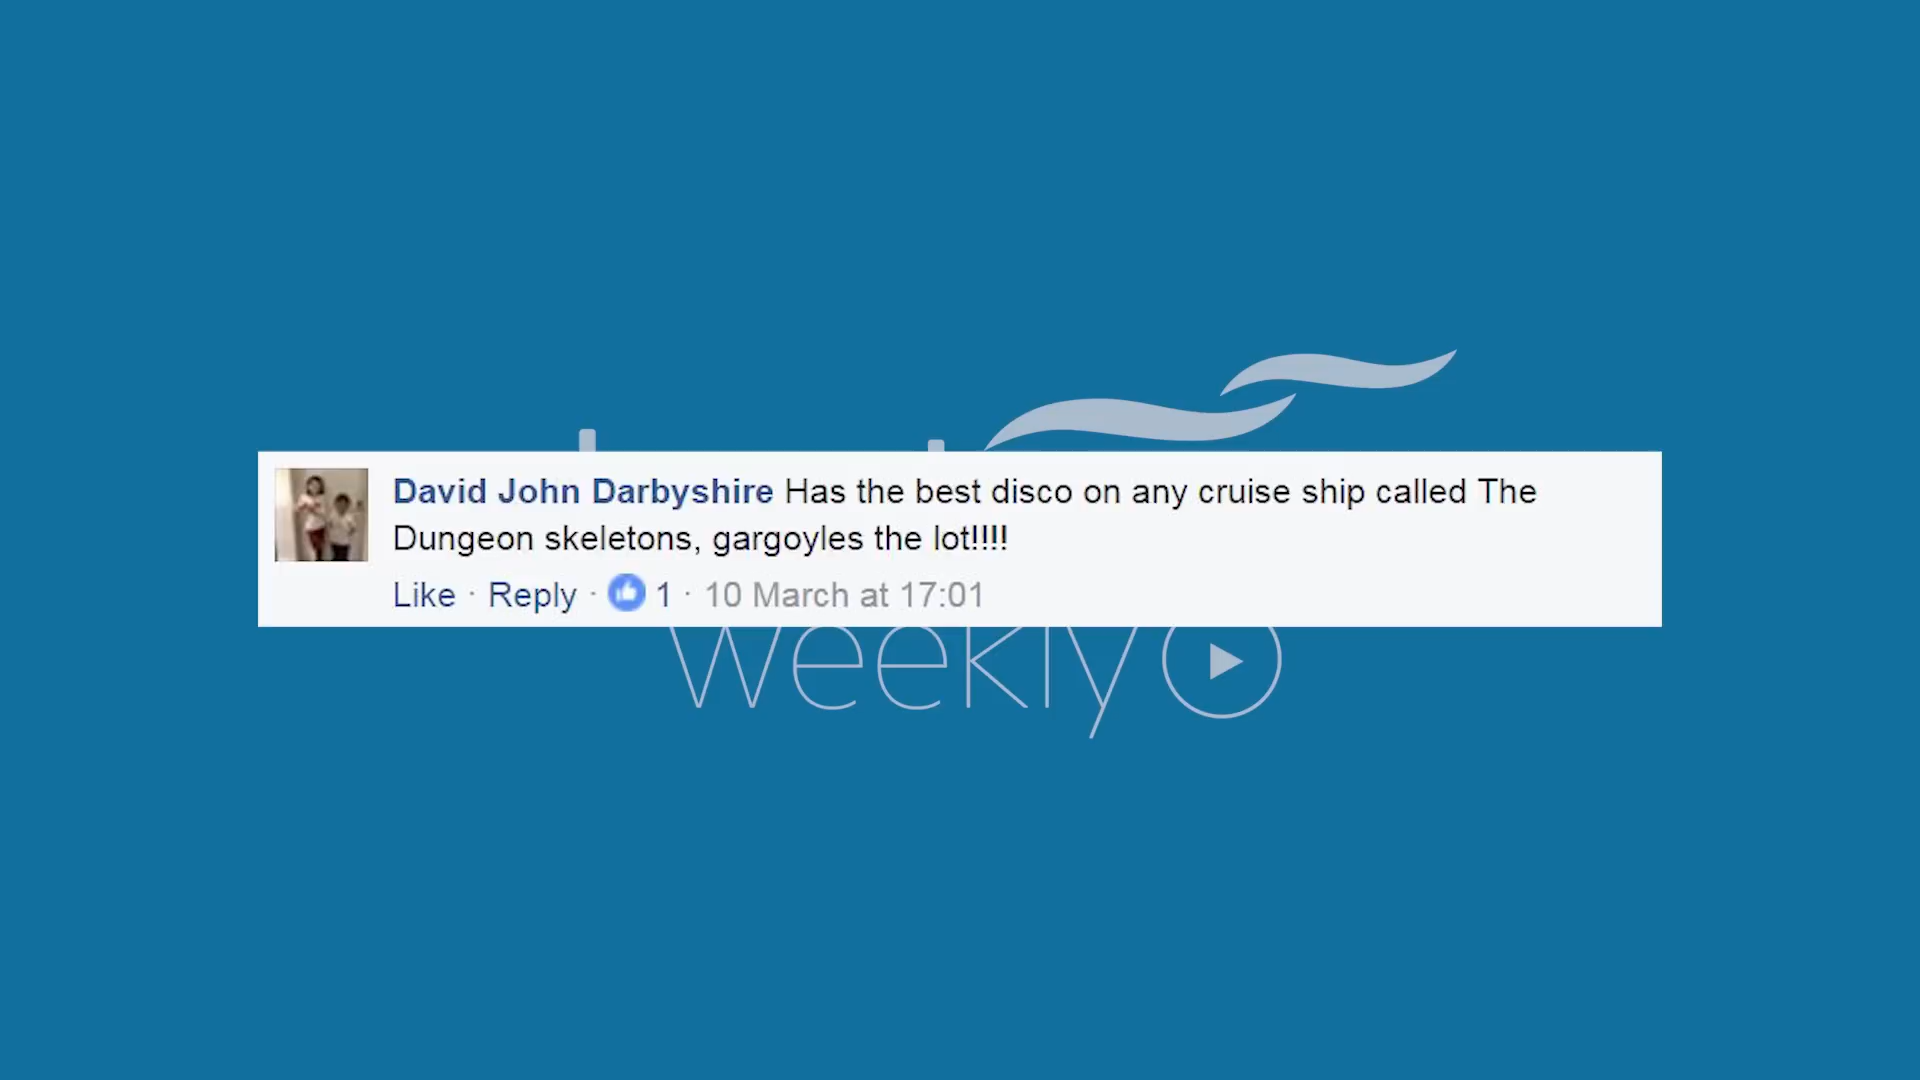 David John Darbyshire Has the best disco on any cruise ship called The
Dungeon skeletons, gargoyles the lot!!!!
Like · Reply · 1 · 10 March at 17:01
weekly